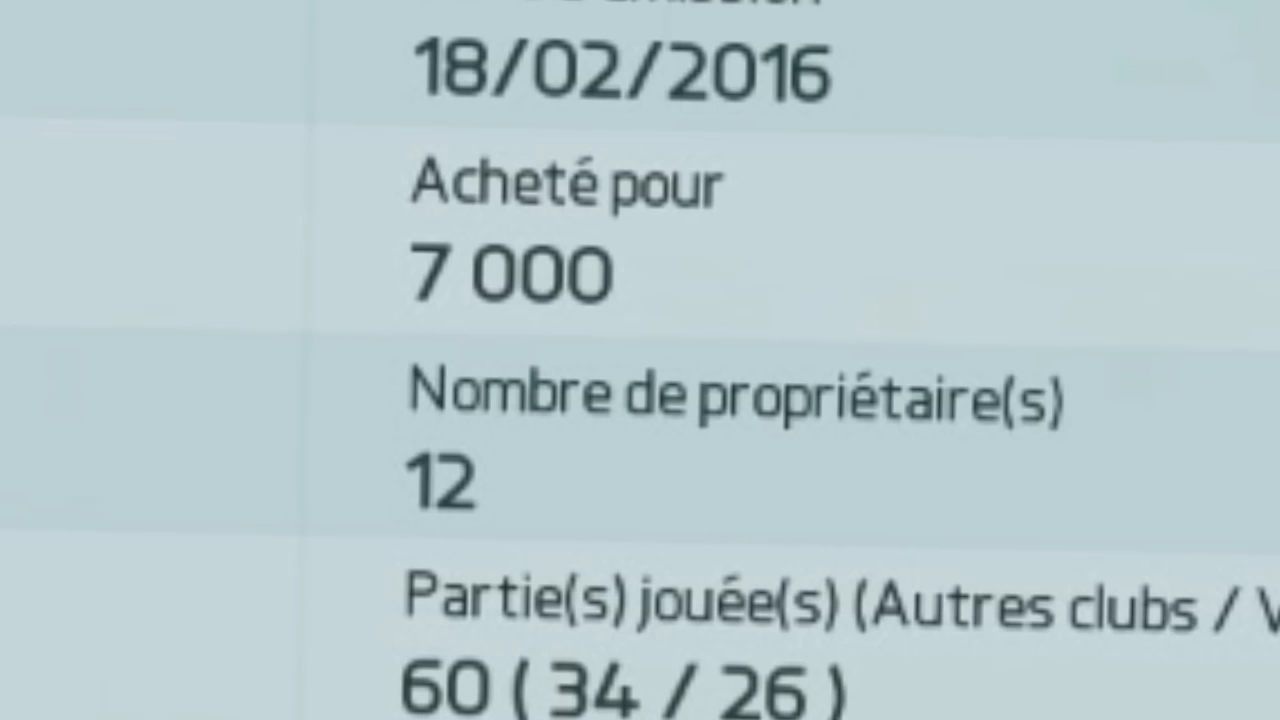 18/02/2016
Acheté pour
7 000
Nombre de propriétaire(s)
12
Partie(s) jouée(s) (Autres clubs / V
60 ( 34 / 26 )